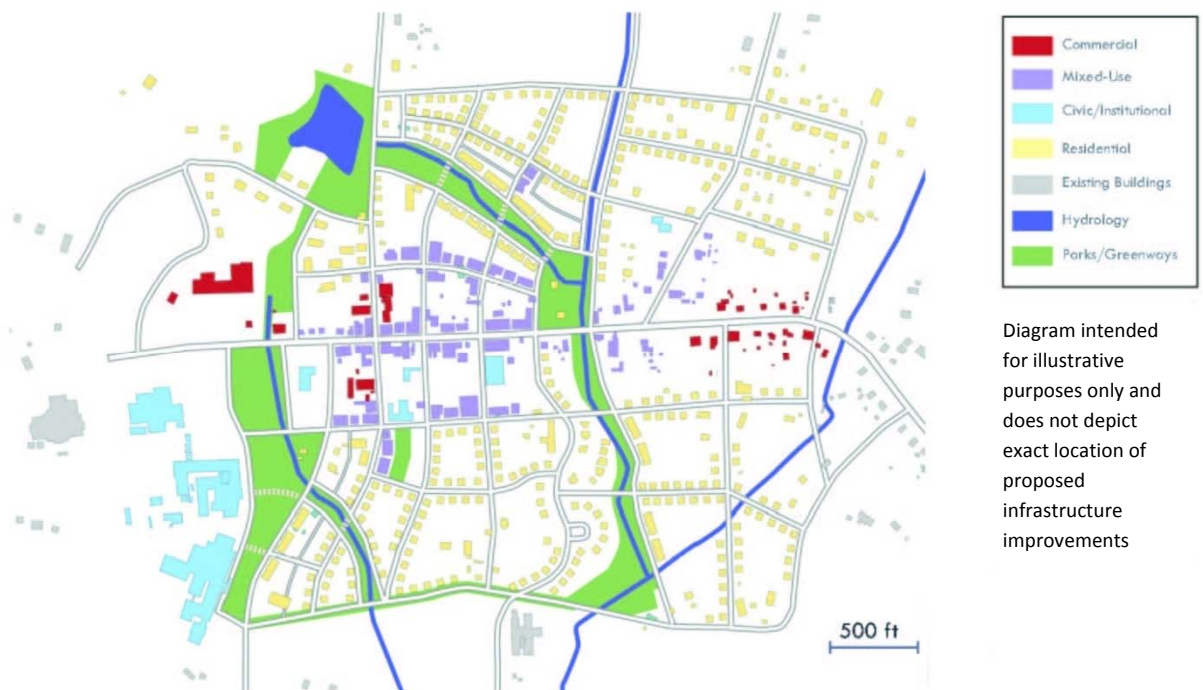 Commercial
Mixed-Use
Civic/Institutional
Residential
Existing Buildings
Hydrology
Parks/Greenways
Diagram intended
for illustrative
purposes only and
does not depict
exact location of
proposed
infrastructure
improvements
500 ft